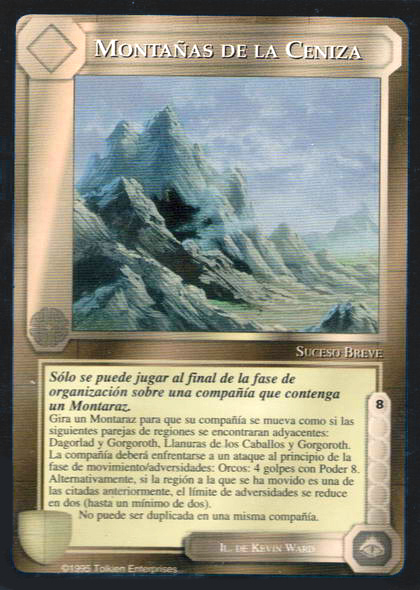 MONTAÑAS DE LA CENIZA
SUCESO BREVE
Sólo se puede jugar al final de la fase de
organización sobre una compañía que contenga
un Montaraz.
8
Gira un Montaraz para que su compañía se mueva como si las
siguientes parejas de regiones se encontraran adyacentes:
Dagorlad y Gorgoroth, Llanuras de los Caballos y Gorgoroth.
La compañía deberá enfrentarse a un ataque al principio de la
fase de movimiento/adversidades: Orcos: 4 golpes con Poder 8.
Alternativamente, si la región a la que se ha movido es una de
las citadas anteriormente, el límite de adversidades se reduce
en dos (hasta un mínimo de dos).
No puede ser duplicada en una misma compañía.
IL. DE KEVIN WARD
©1995 Tolkien Enterprises